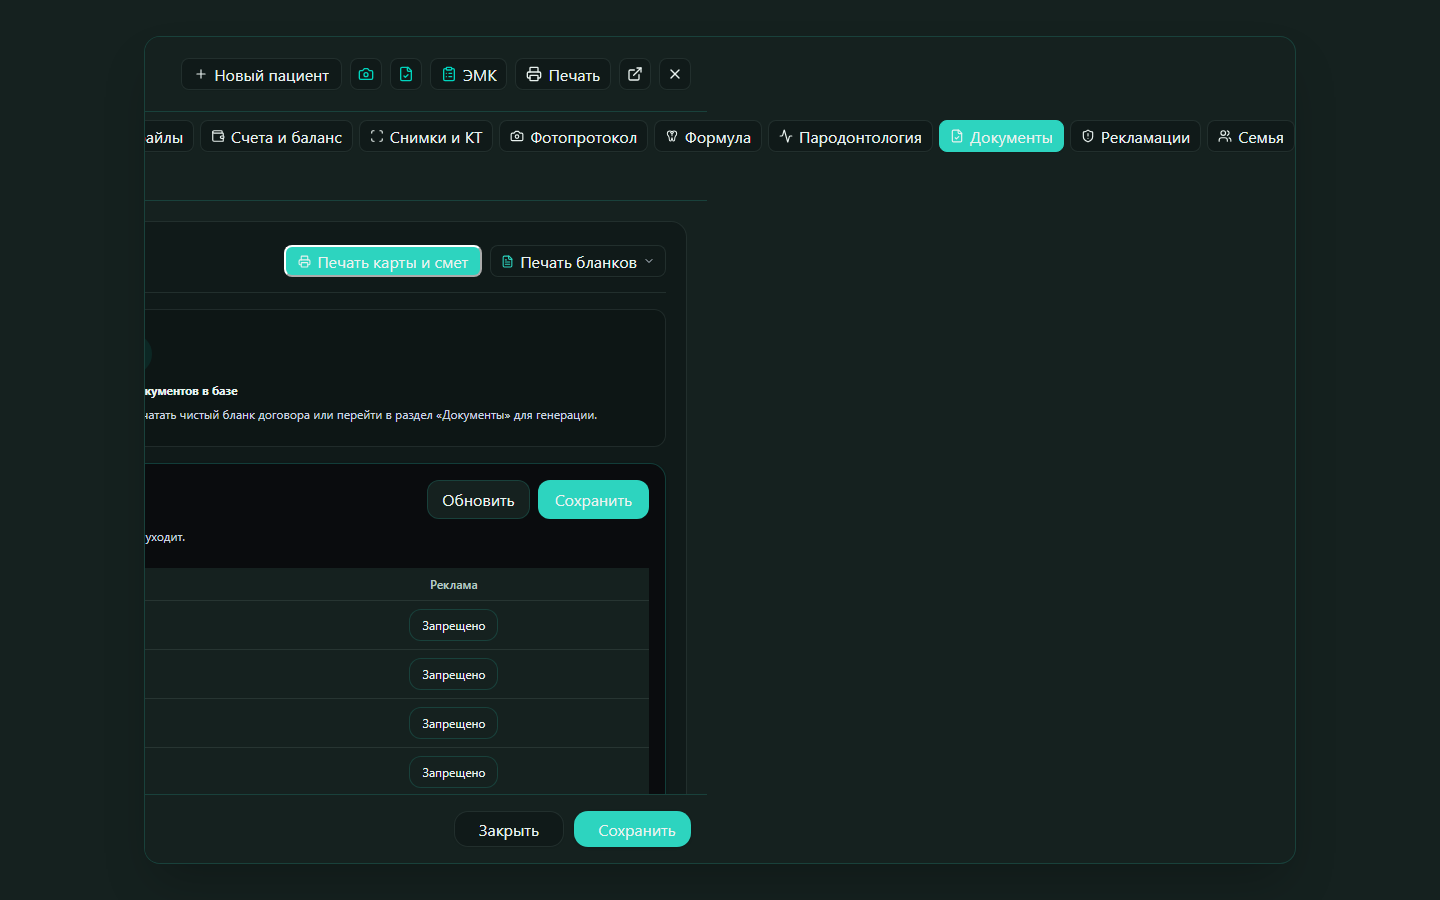 Новый пациент ЭМК Печать
айлы Счета и баланс Снимки и КТ Фотопротокол Формула Пародонтология Документы Рекламации Семья
Печать карты и смет Печать бланков
кументов в базе
чатать чистый бланк договора или перейти в раздел «Документы» для генерации.
Обновить Сохранить
уходит.
Реклама
Запрещено
Запрещено
Запрещено
Запрещено
Закрыть Сохранить